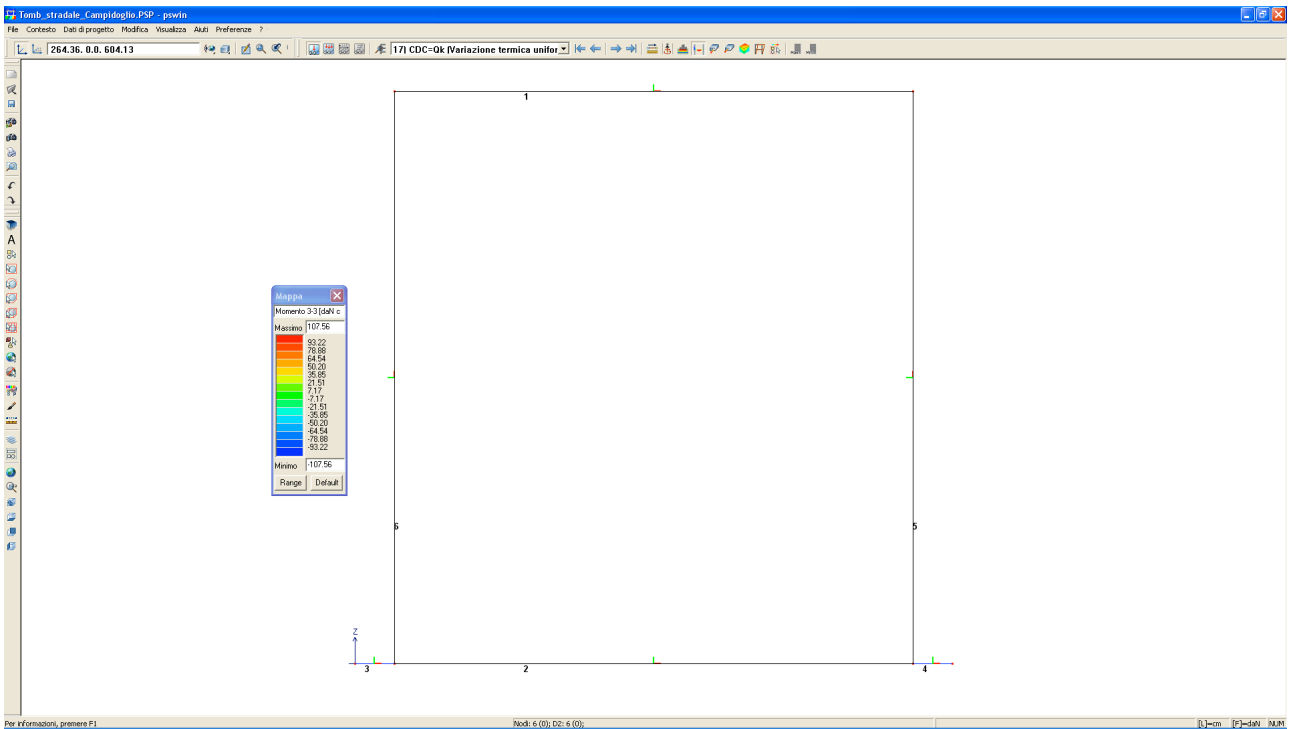 Tomb_stradale_Campidoglio.PSP - pswin
File Contesto Dati di progetto Modifica Visualizza Aiuti Preferenze ?
264.36. 0.0. 604.13
17) CDC=Qk (Variazione termica unifor
1
Mappa
Momento 3-3 [daN c
Massimo 107.56
93.22
78.88
64.54
50.20
35.85
21.51
7.17
-7.17
-21.51
-35.85
-50.20
-64.54
-78.88
-93.22
Minimo -107.56
Range Default
6 5
Z
3 2 4
A
Per informazioni, premere F1 Nodi: 6 (0); D2: 6 (0); [L]=cm [F]=daN NUM